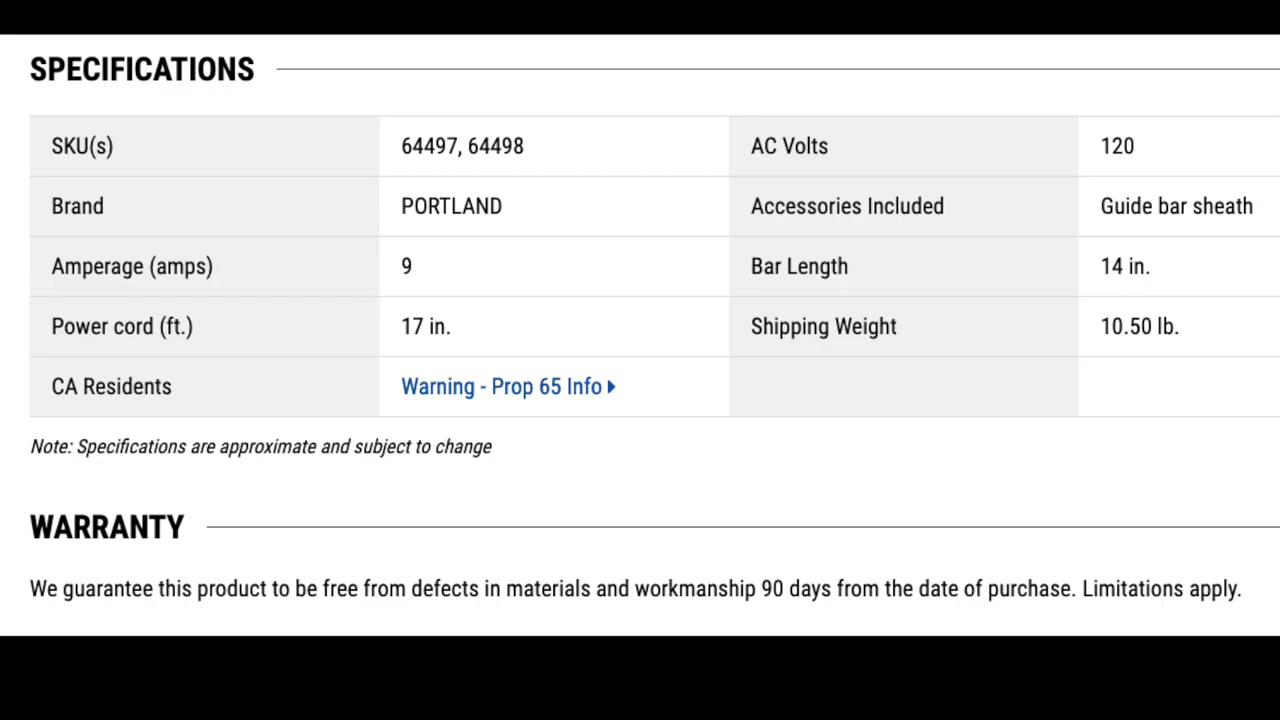 SPECIFICATIONS
SKU(s) 64497, 64498 AC Volts 120
Brand PORTLAND Accessories Included Guide bar sheath
Amperage (amps) 9 Bar Length 14 in.
Power cord (ft.) 17 in. Shipping Weight 10.50 lb.
CA Residents Warning - Prop 65 Info
Note: Specifications are approximate and subject to change
WARRANTY
We guarantee this product to be free from defects in materials and workmanship 90 days from the date of purchase. Limitations apply.